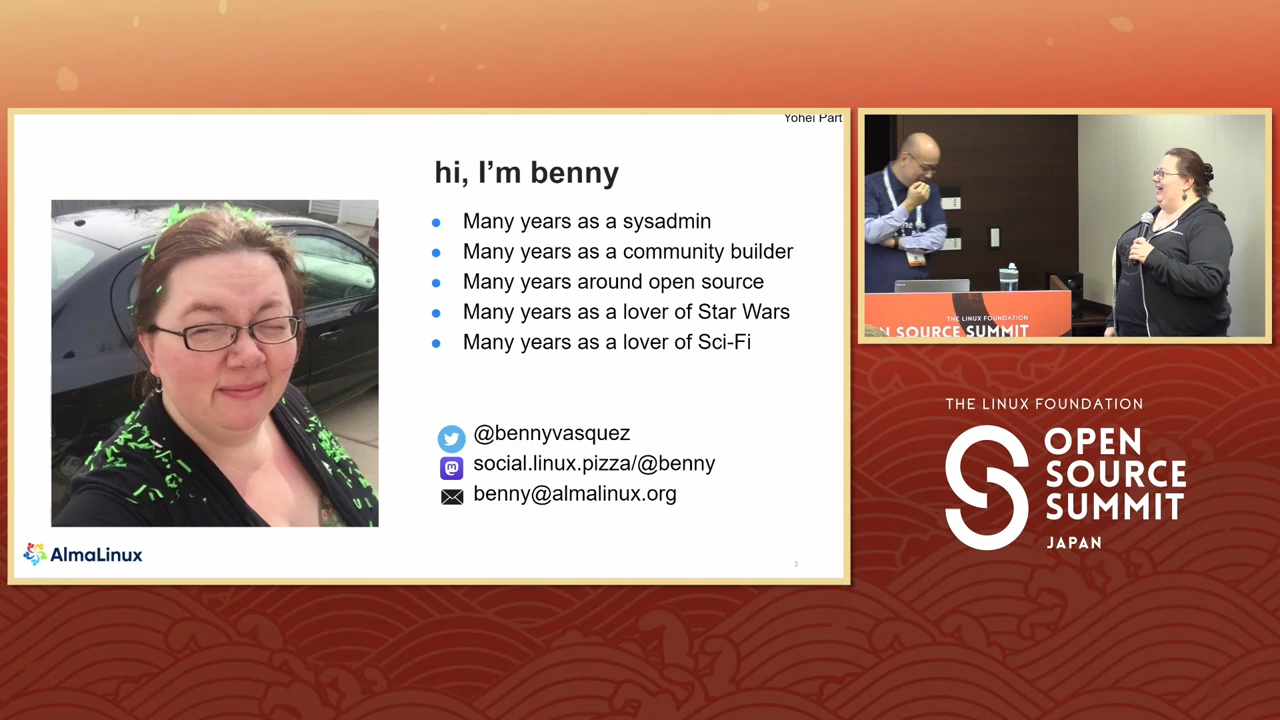 Yohei Part
hi, I'm benny
Many years as a sysadmin
Many years as a community builder
Many years around open source
Many years as a lover of Star Wars
Many years as a lover of Sci-Fi
@bennyvasquez
social.linux.pizza/@benny
benny@almalinux.org
AlmaLinux
3
THE LINUX FOUNDATION
N SOURCE SUMMIT
THE LINUX FOUNDATION
OPEN
SOURCE
SUMMIT
JAPAN